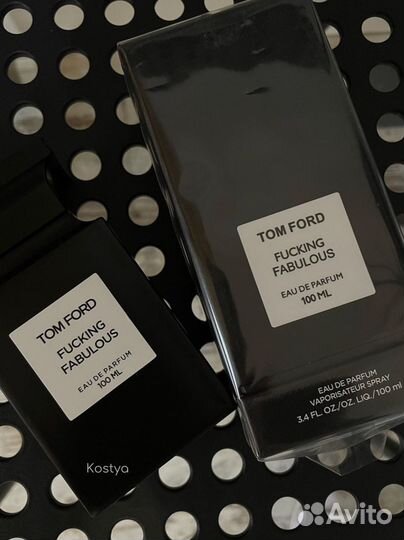 TOM FORD
FUCKING
FABULOUS
EAU DE PARFUM
100 ML
TOM FORD
FUCKING
FABULOUS
EAU DE PARFUM
100 ML
EAU DE PARFUM
VAPORISATEUR SPRAY
3.4 FL. OZ./OZ. LIQ./100 ml
Kostya
Avito